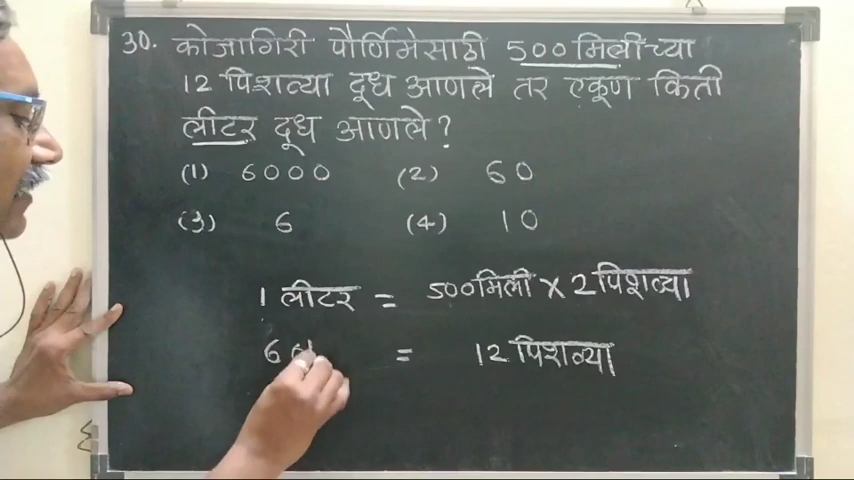 30. कोजागिरी पौर्णिमेसाठी 500 मिलीच्या
12 पिशव्या दूध आणले तर एकूण किती
लीटर दूध आणले?
(1) 6000 (2) 60
(3) 6 (4) 10
1 लीटर = 500 मिली × 2 पिशव्या
6 = 12 पिशव्या